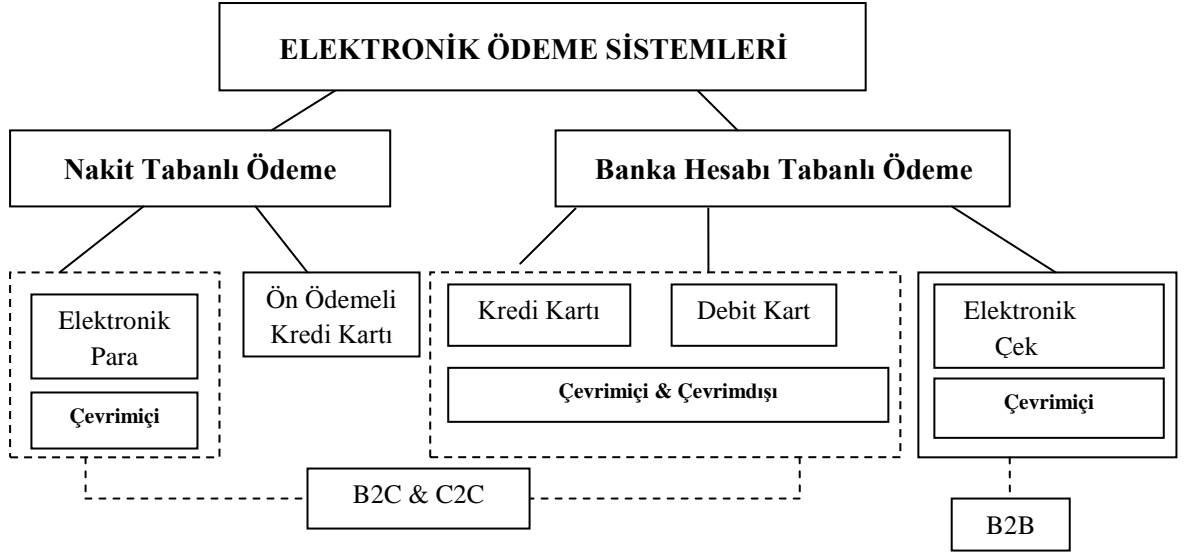 ELEKTRONİK ÖDEME SİSTEMLERİ
Nakit Tabanlı Ödeme
Banka Hesabı Tabanlı Ödeme
Elektronik
Para
Çevrimiçi
Ön Ödemeli
Kredi Kartı
Kredi Kartı
Debit Kart
Çevrimiçi & Çevrimdışı
Elektronik
Çek
Çevrimiçi
B2C & C2C
B2B